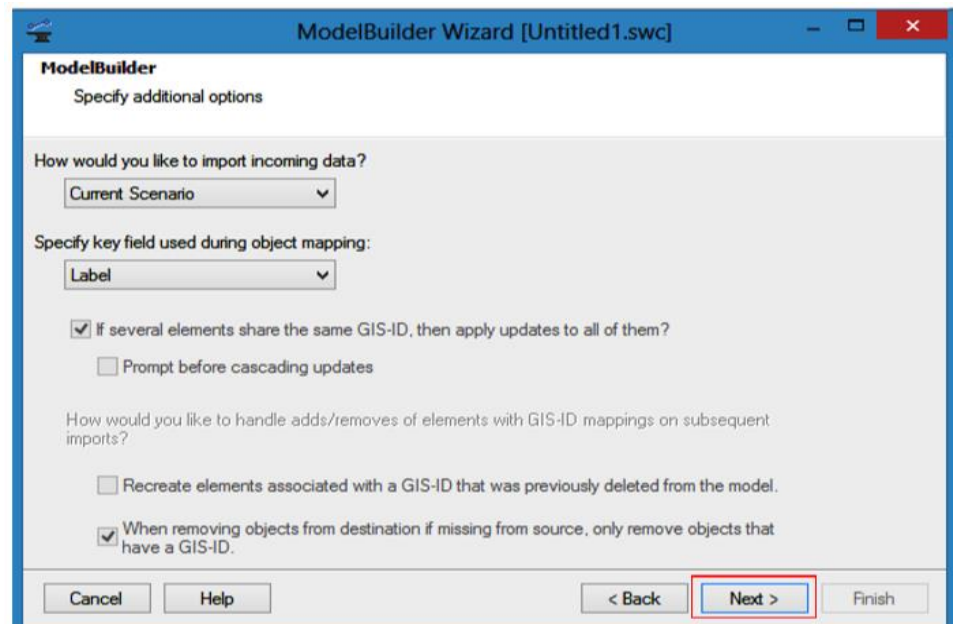 ModelBuilder Wizard [Untitled1.swc]
ModelBuilder
Specify additional options
How would you like to import incoming data?
Current Scenario
Specify key field used during object mapping:
Label
If several elements share the same GIS-ID, then apply updates to all of them?
Prompt before cascading updates
How would you like to handle adds/removes of elements with GIS-ID mappings on subsequent
imports?
Recreate elements associated with a GIS-ID that was previously deleted from the model.
When removing objects from destination if missing from source, only remove objects that
have a GIS-ID.
Cancel Help < Back Next > Finish